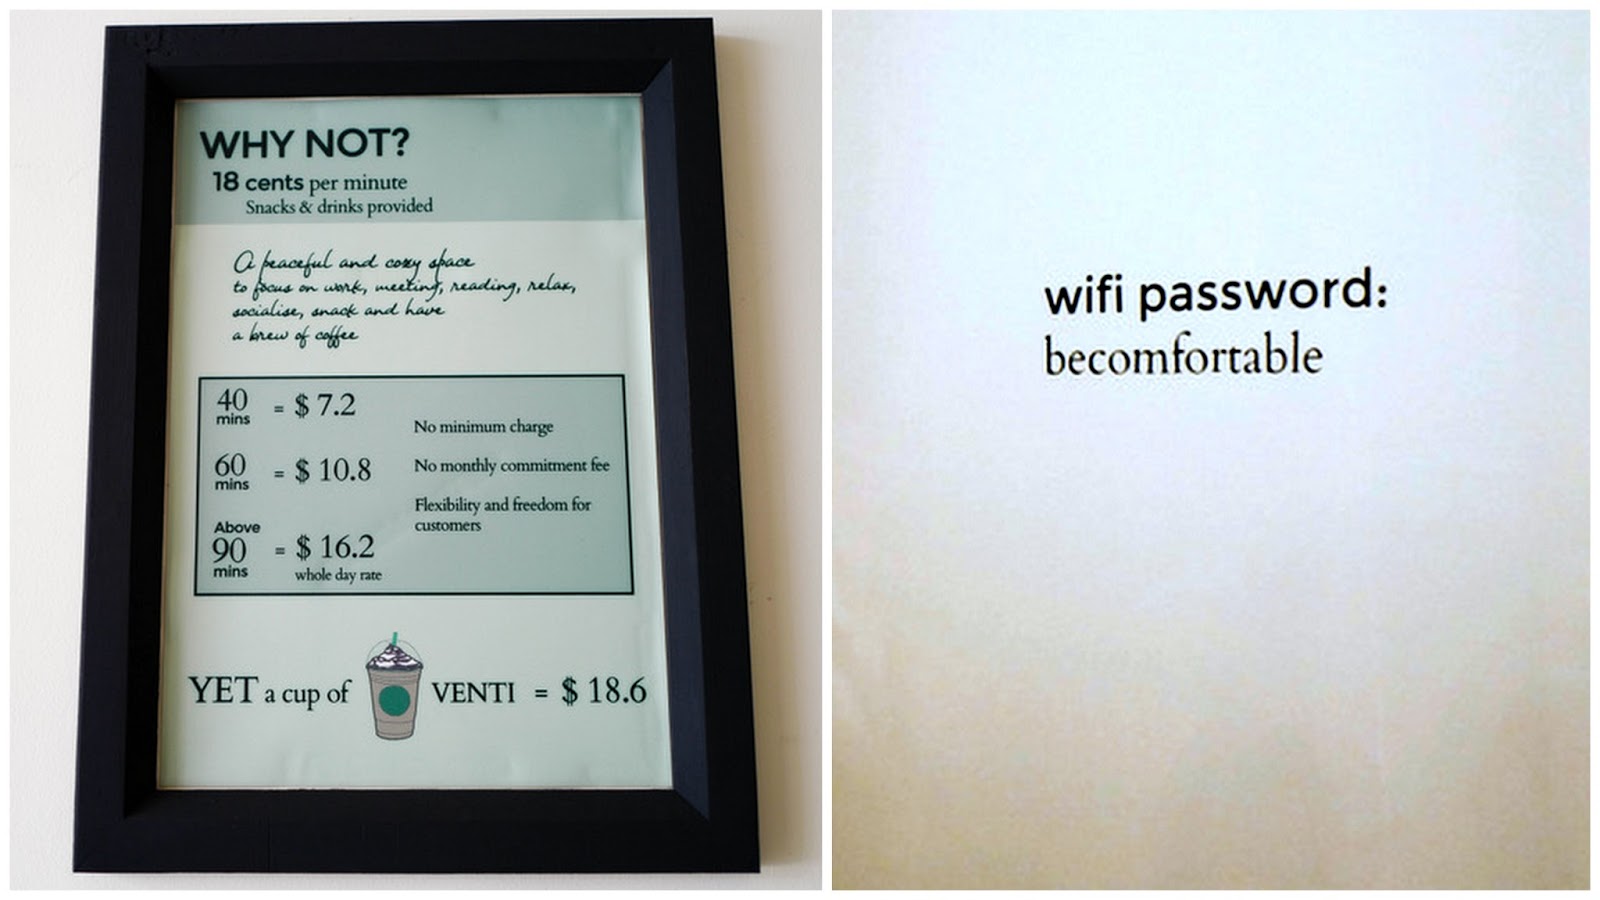 WHY NOT?
18 cents per minute
Snacks & drinks provided
A peaceful and cozy space
to focus on work, meeting, reading, relax,
socialise, snack and have
a brew of coffee
40 mins = $ 7.2
60 mins = $ 10.8
Above 90 mins = $ 16.2
whole day rate
No minimum charge
No monthly commitment fee
Flexibility and freedom for
customers
YET a cup of VENTI = $ 18.6
wifi password:
becomfortable